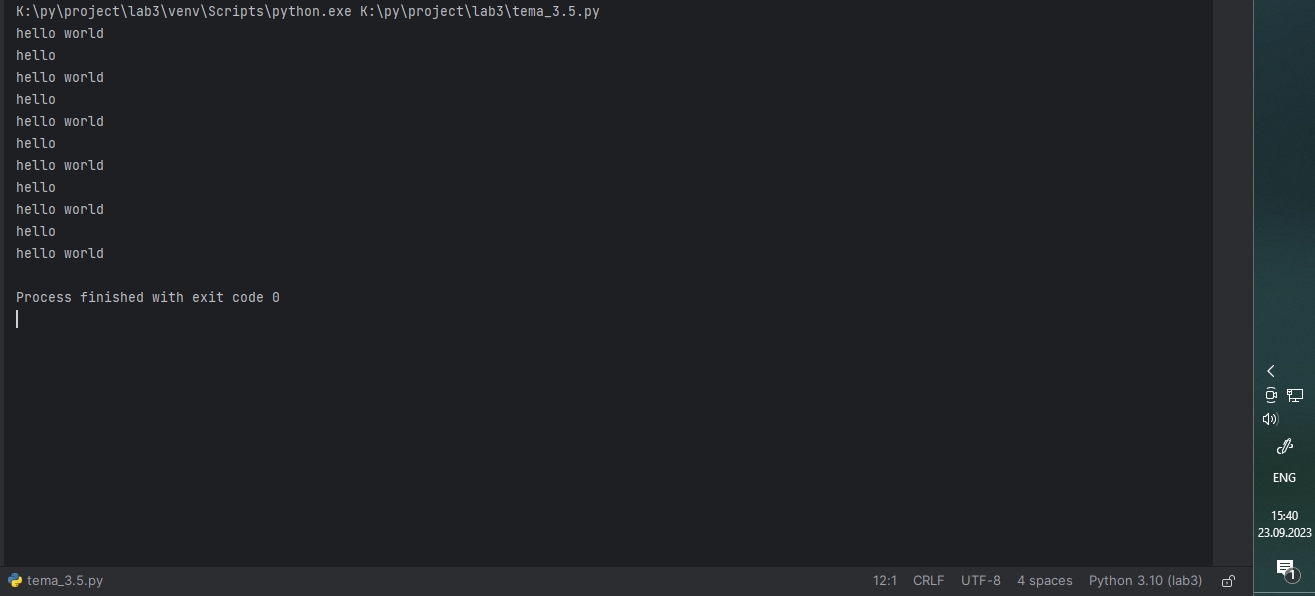 K:\py\project\lab3\venv\Scripts\python.exe K:\py\project\lab3\tema_3.5.py
hello world
hello
hello world
hello
hello world
hello
hello world
hello
hello world
hello
hello world
Process finished with exit code 0
ENG
15:40
23.09.2023
1
tema_3.5.py 12:1 CRLF UTF-8 4 spaces Python 3.10 (lab3)